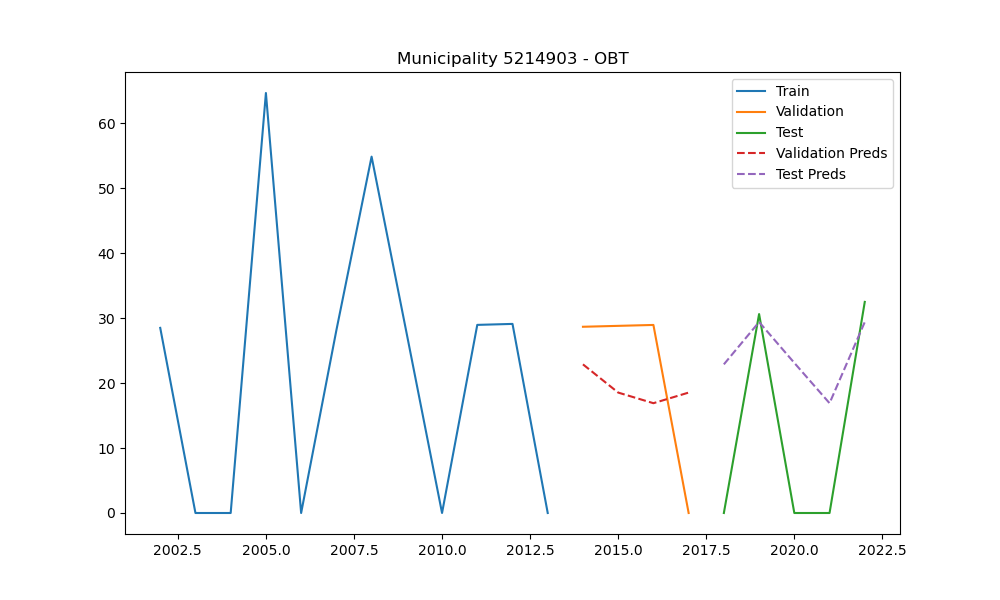 Municipality 5214903 - OBT
Train
Validation
Test
Validation Preds
Test Preds
60
50
40
30
20
10
0
2002.5 2005.0 2007.5 2010.0 2012.5 2015.0 2017.5 2020.0 2022.5